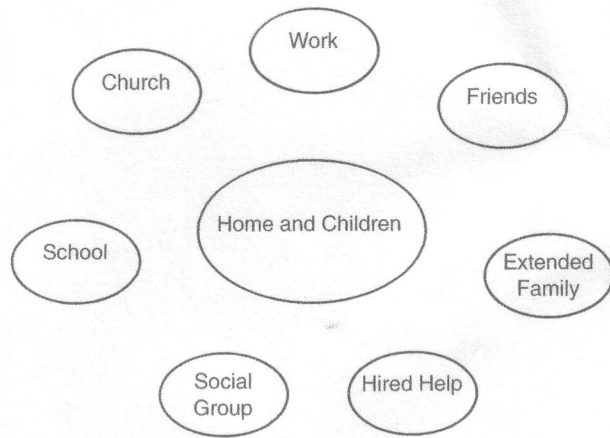 Work
Church
Friends
Home and Children
School
Extended
Family
Social
Group
Hired Help